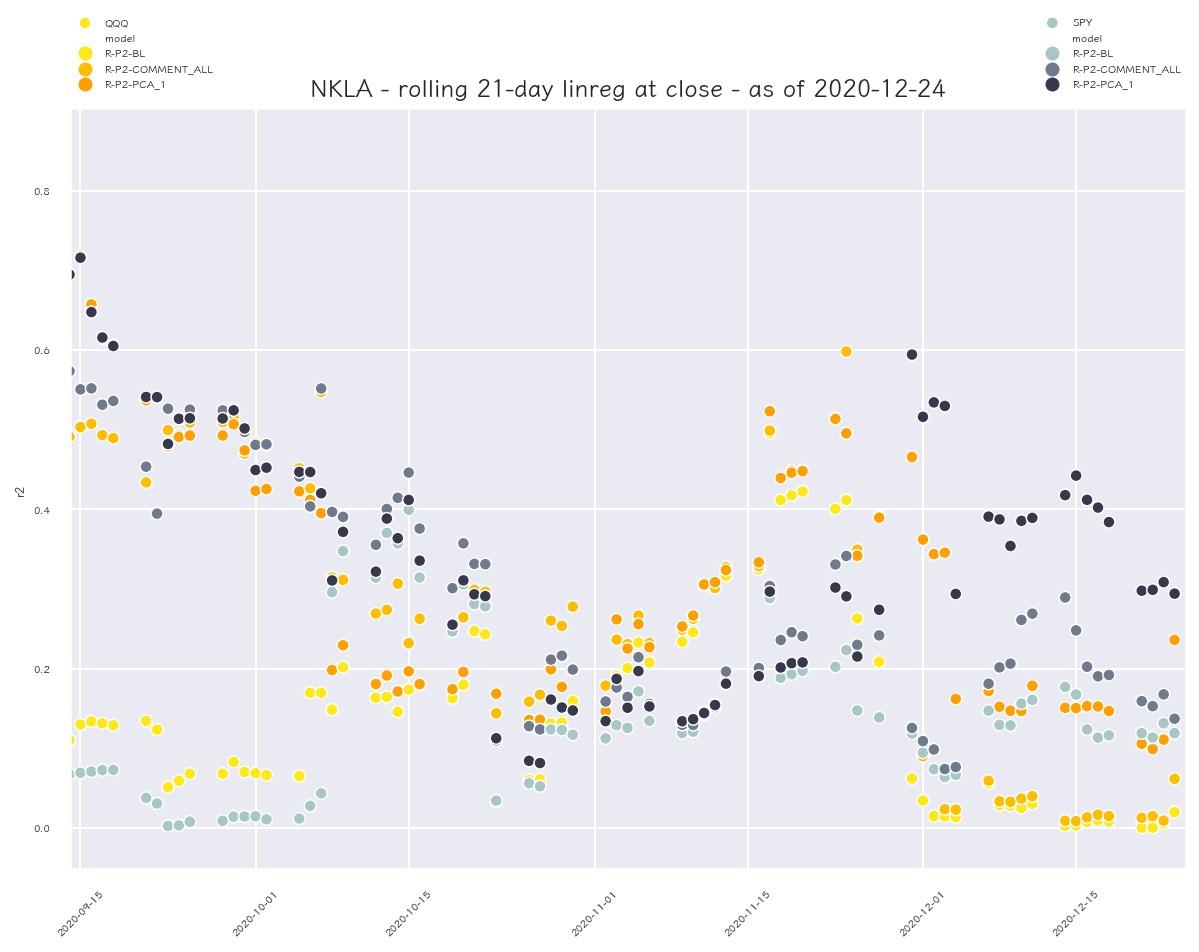 QQQ
model
R-P2-BL
R-P2-COMMENT_ALL
R-P2-PCA_1
SPY
model
R-P2-BL
R-P2-COMMENT_ALL
R-P2-PCA_1
NKLA - rolling 21-day linreg at close - as of 2020-12-24
0.8
0.6
0.4
0.2
0.0
r2
2020-09-15
2020-10-01
2020-10-15
2020-11-01
2020-11-15
2020-12-01
2020-12-15